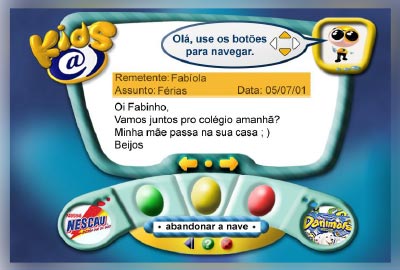 Kids
@
Olá, use os botões
para navegar.
Remetente: Fabíola
Assunto: Férias Data: 05/07/01
Oi Fabinho,
Vamos juntos pro colégio amanhã?
Minha mãe passa na sua casa ; )
Beijos
NESCAU
Danimals
• abandonar a nave •
?